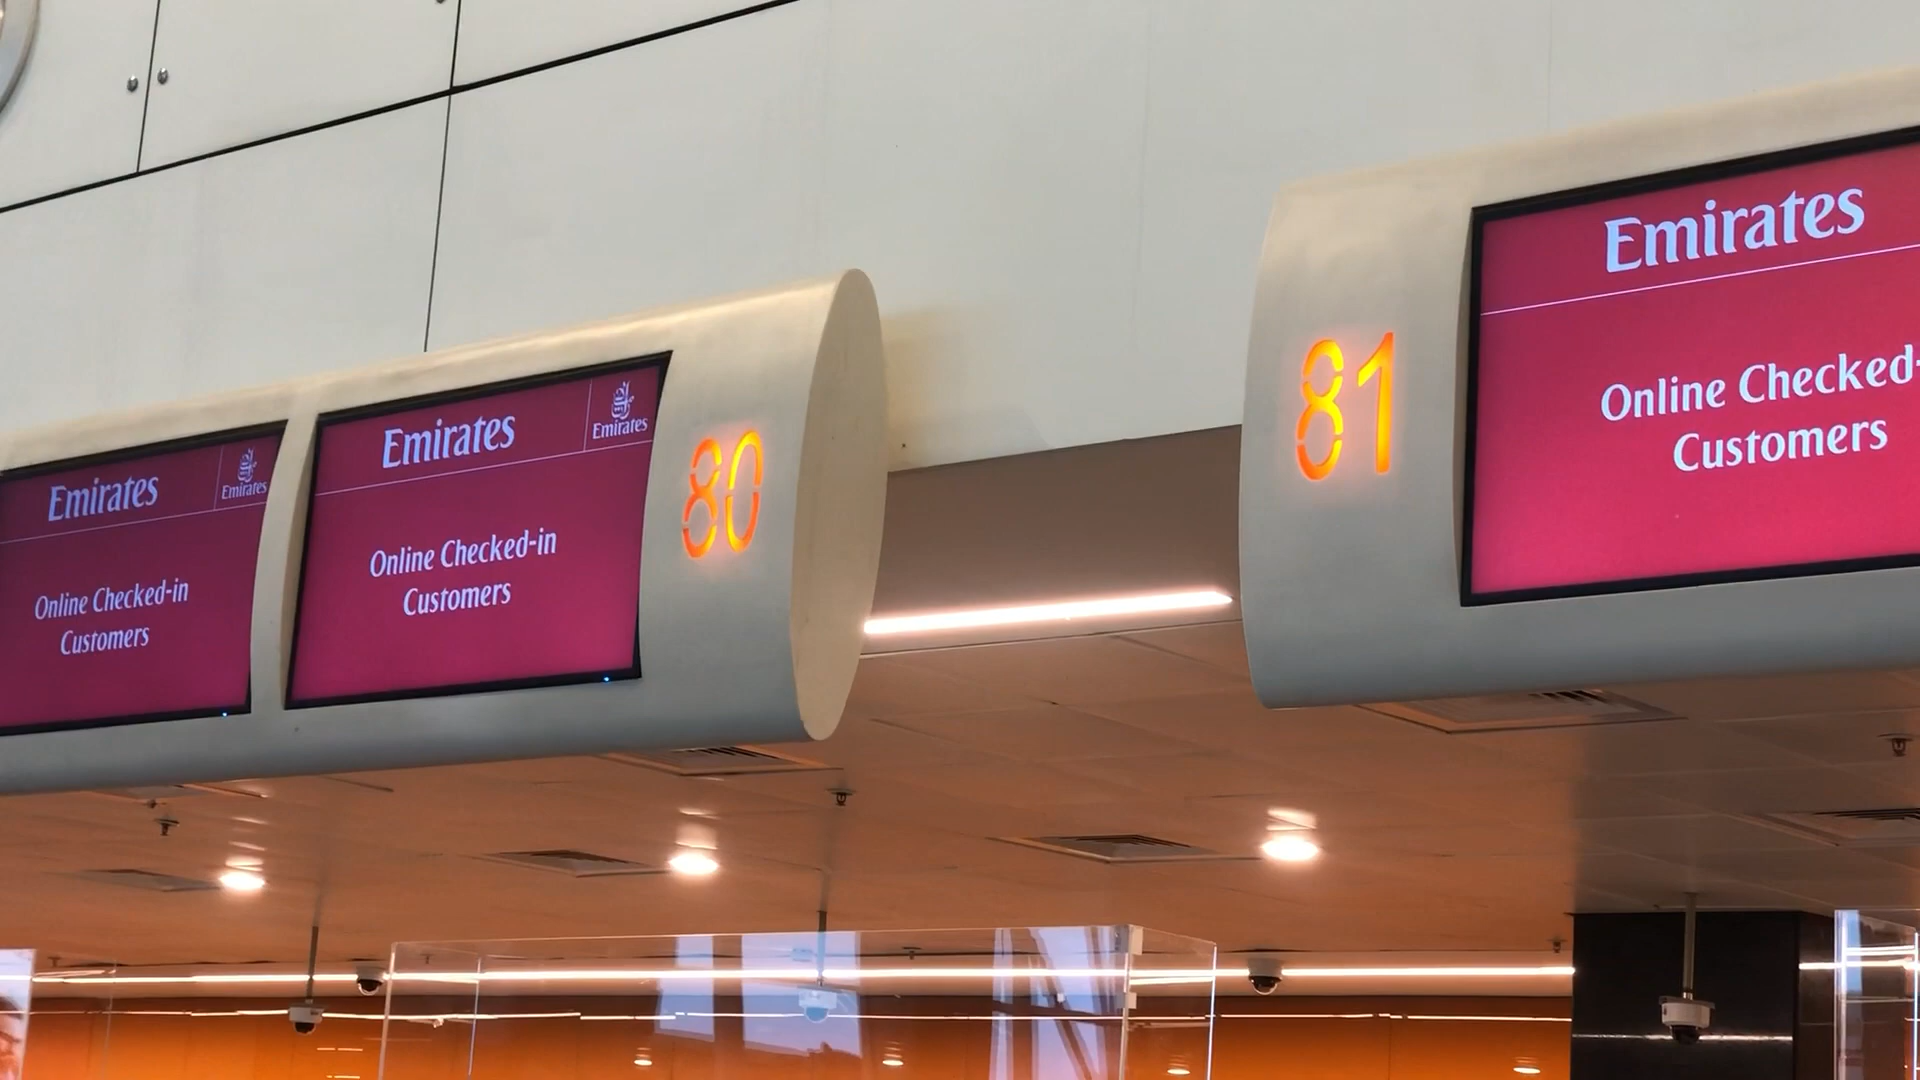 Emirates
Emirates
Online Checked-in
Customers
Emirates
Emirates
Online Checked-in
Customers
80
81
Emirates
Online Checked-
Customers